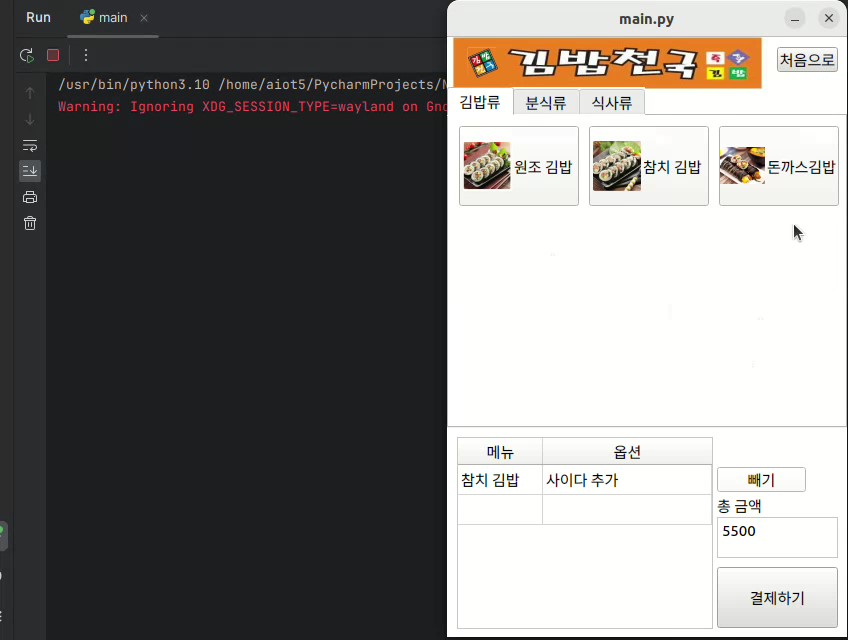 Run
main
main.py
/usr/bin/python3.10 /home/aiot5/PycharmProjects/
Warning: Ignoring XDG_SESSION_TYPE=wayland on Gno
김밥천국
처음으로
김밥류
분식류
식사류
원조 김밥
참치 김밥
돈까스김밥
메뉴
옵션
참치 김밥
사이다 추가
빼기
총 금액
5500
결제하기